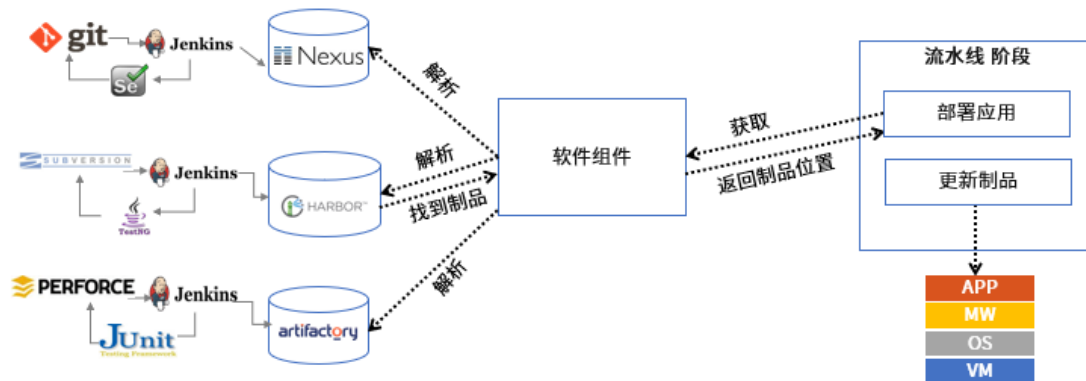 git
Jenkins
Se
Nexus
解析
SUBVERSION
Jenkins
TestNG
HARBOR™
解析
找到制品
PERFORCE
Jenkins
JUnit
Testing Framework
artifactory
解析
软件组件
获取
返回制品位置
流水线 阶段
部署应用
更新制品
APP
MW
OS
VM